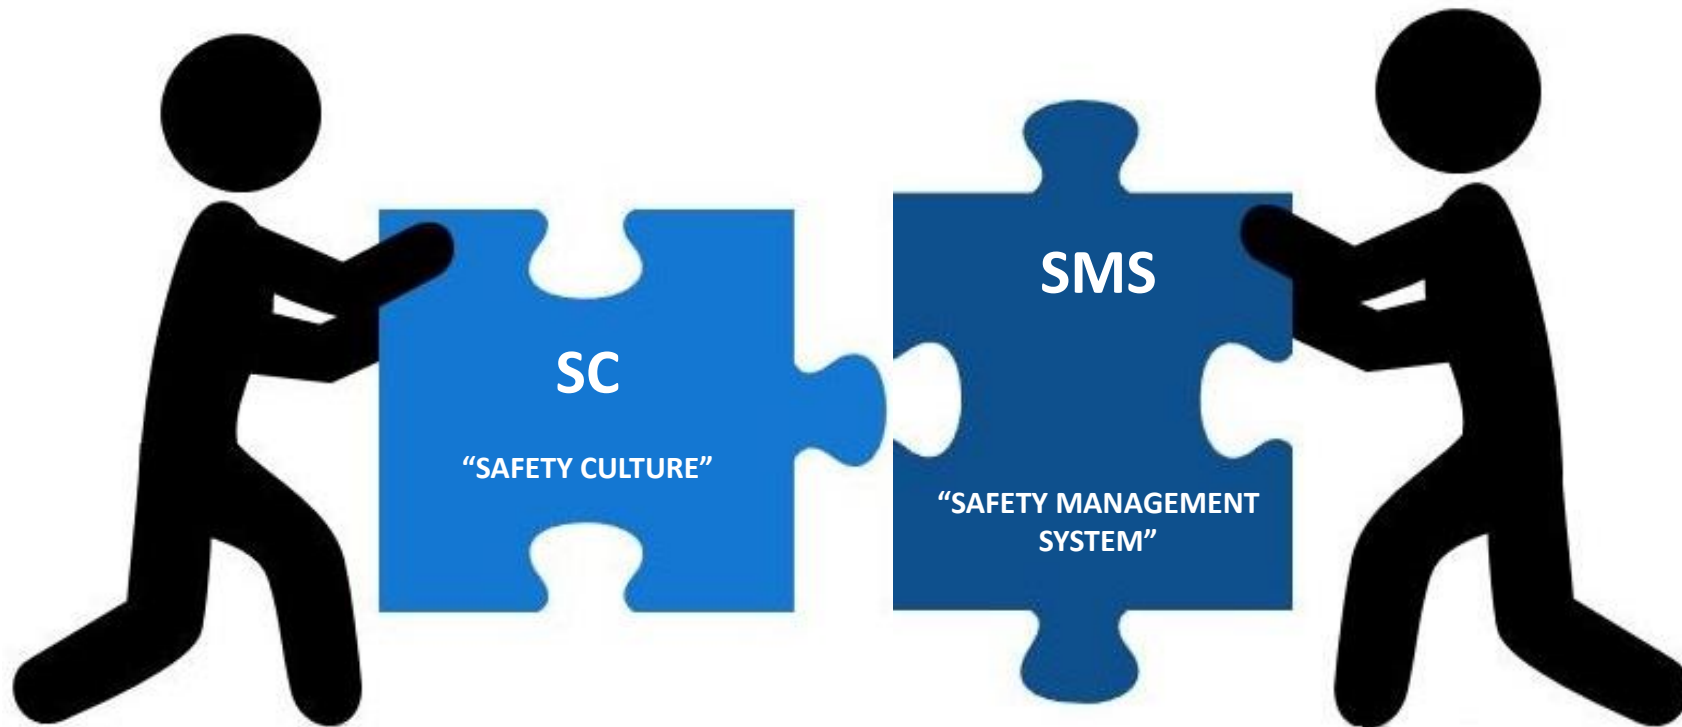 SC
“SAFETY CULTURE”
SMS
“SAFETY MANAGEMENT
SYSTEM”